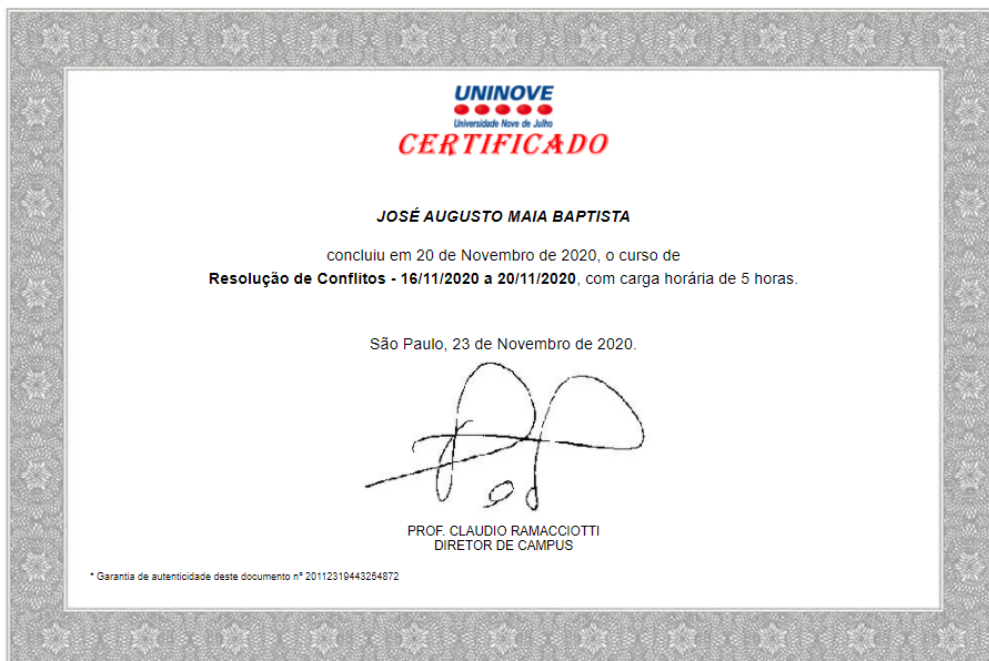 UNINOVE
Universidade Nove de Julho
CERTIFICADO
JOSÉ AUGUSTO MAIA BAPTISTA
concluiu em 20 de Novembro de 2020, o curso de
Resolução de Conflitos - 16/11/2020 a 20/11/2020, com carga horária de 5 horas.
São Paulo, 23 de Novembro de 2020.
PROF. CLAUDIO RAMACCIOTTI
DIRETOR DE CAMPUS
* Garantia de autenticidade deste documento nº 20112319443254872